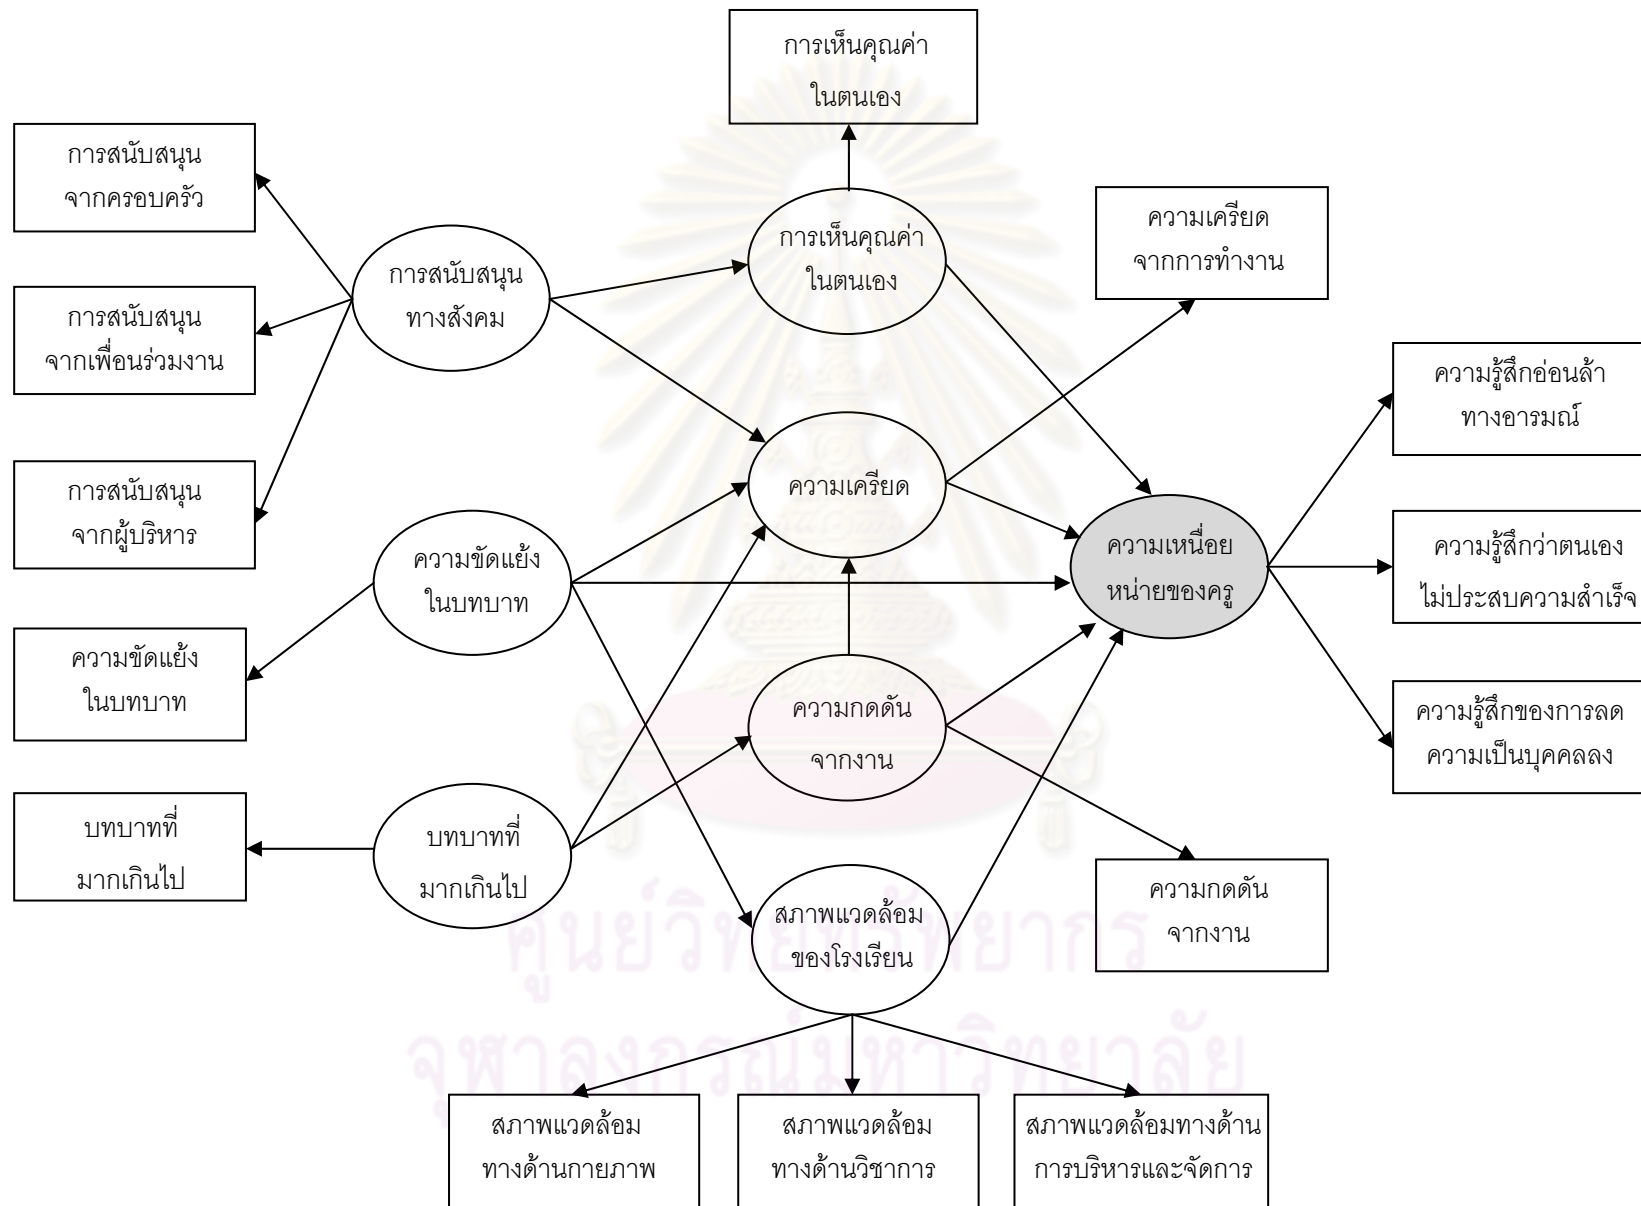 การเห็นคุณค่า
ในตนเอง
การสนับสนุน
จากครอบครัว
การสนับสนุน
จากเพื่อนร่วมงาน
การสนับสนุน
จากผู้บริหาร
ความขัดแย้ง
ในบทบาท
บทบาทที่
มากเกินไป
การสนับสนุน
ทางสังคม
ความขัดแย้ง
ในบทบาท
บทบาทที่
มากเกินไป
การเห็นคุณค่า
ในตนเอง
ความเครียด
ความกดดัน
จากงาน
สภาพแวดล้อม
ของโรงเรียน
ความเครียด
จากการทำงาน
ความเหนื่อย
หน่ายของครู
ความกดดัน
จากงาน
ความรู้สึกอ่อนล้า
ทางอารมณ์
ความรู้สึกว่าตนเอง
ไม่ประสบความสำเร็จ
ความรู้สึกของการลด
ความเป็นบุคคลลง
สภาพแวดล้อม
ทางด้านกายภาพ
สภาพแวดล้อม
ทางด้านวิชาการ
สภาพแวดล้อมทางด้าน
การบริหารและจัดการ
ศูนย์วิทยทรัพยากร
จุฬาลงกรณ์มหาวิทยาลัย